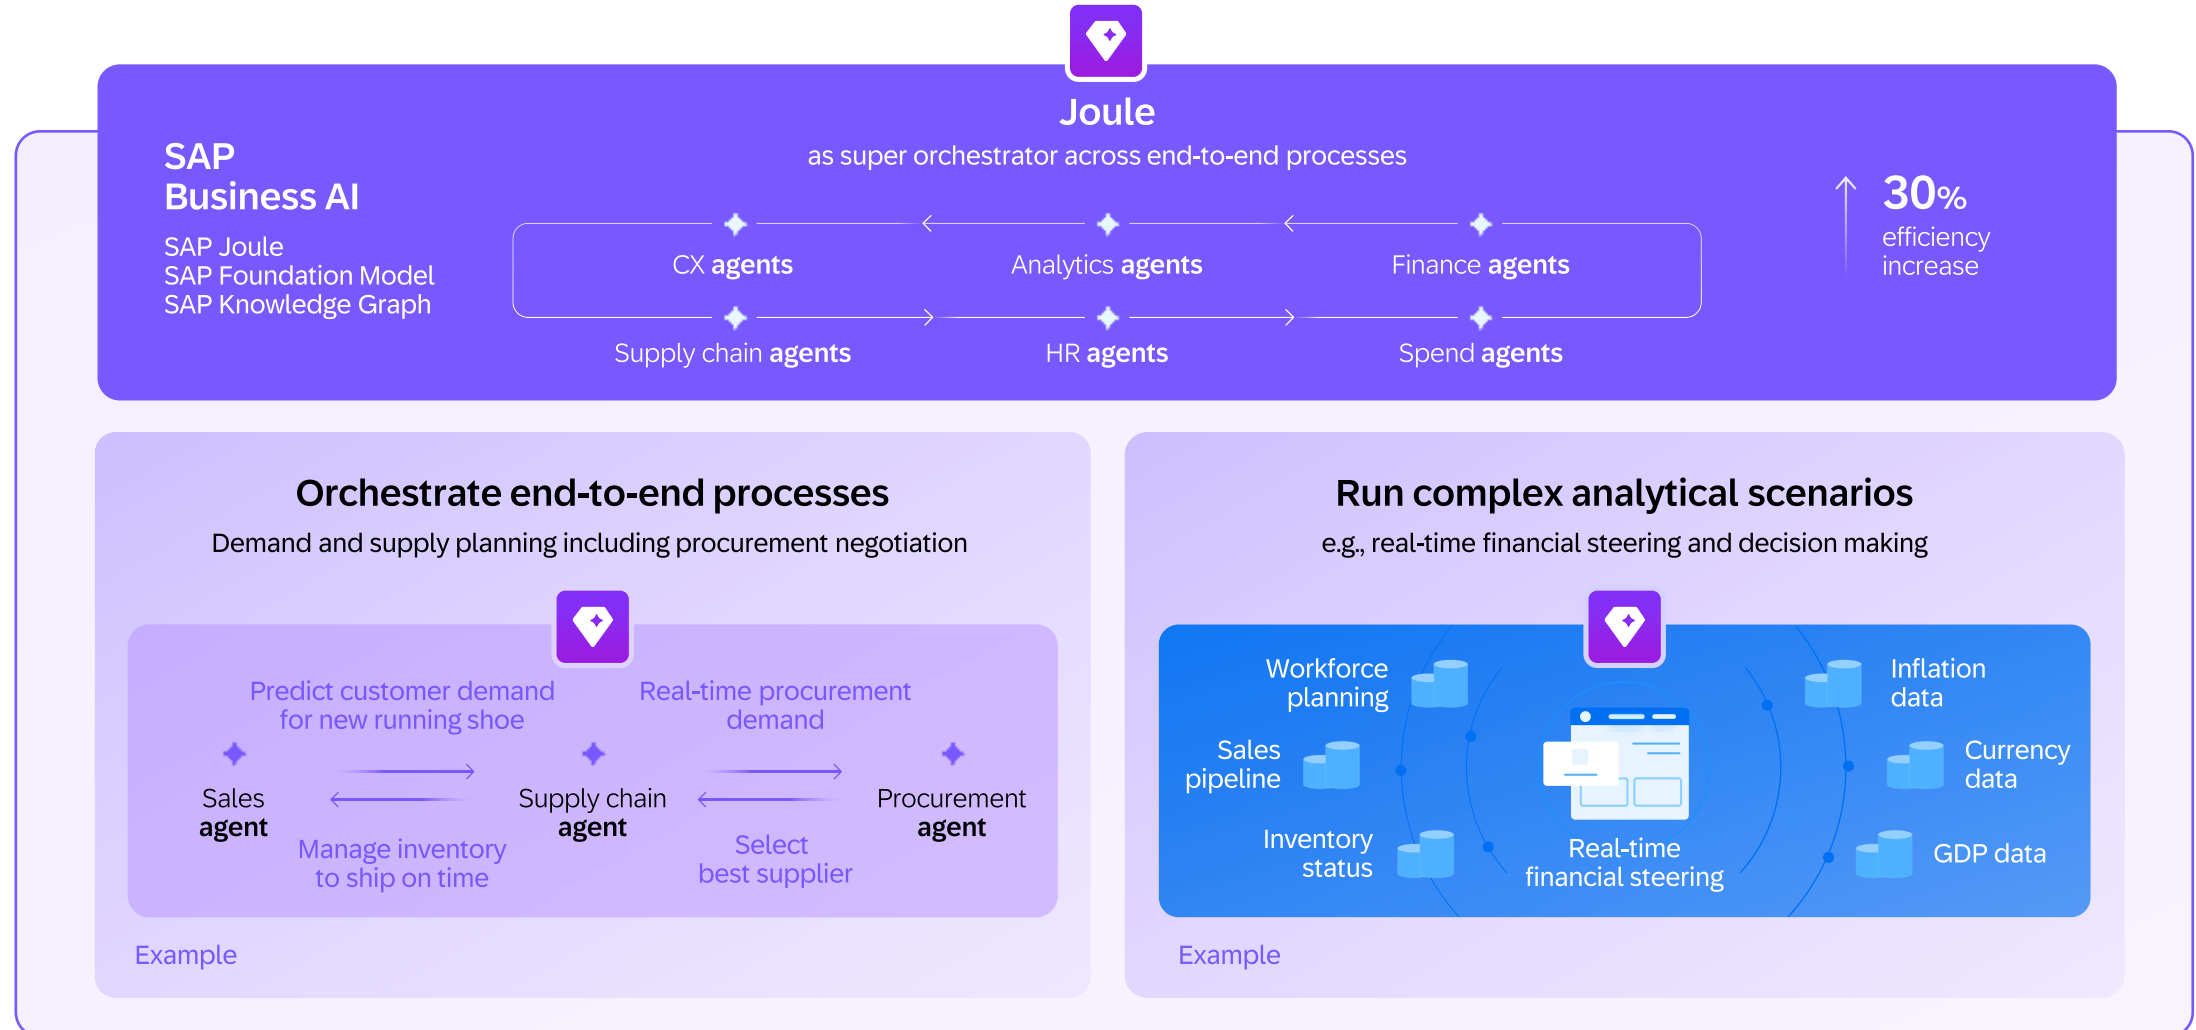 Joule
as super orchestrator across end-to-end processes
SAP
Business AI
SAP Joule
SAP Foundation Model
SAP Knowledge Graph
CX agents
Analytics agents
Finance agents
Supply chain agents
HR agents
Spend agents
30%
efficiency
increase
Orchestrate end-to-end processes
Demand and supply planning including procurement negotiation
Predict customer demand
for new running shoe
Real-time procurement
demand
Sales
agent
Supply chain
agent
Procurement
agent
Manage inventory
to ship on time
Select
best supplier
Example
Run complex analytical scenarios
e.g., real-time financial steering and decision making
Workforce
planning
Sales
pipeline
Inventory
status
Real-time
financial steering
Inflation
data
Currency
data
GDP data
Example